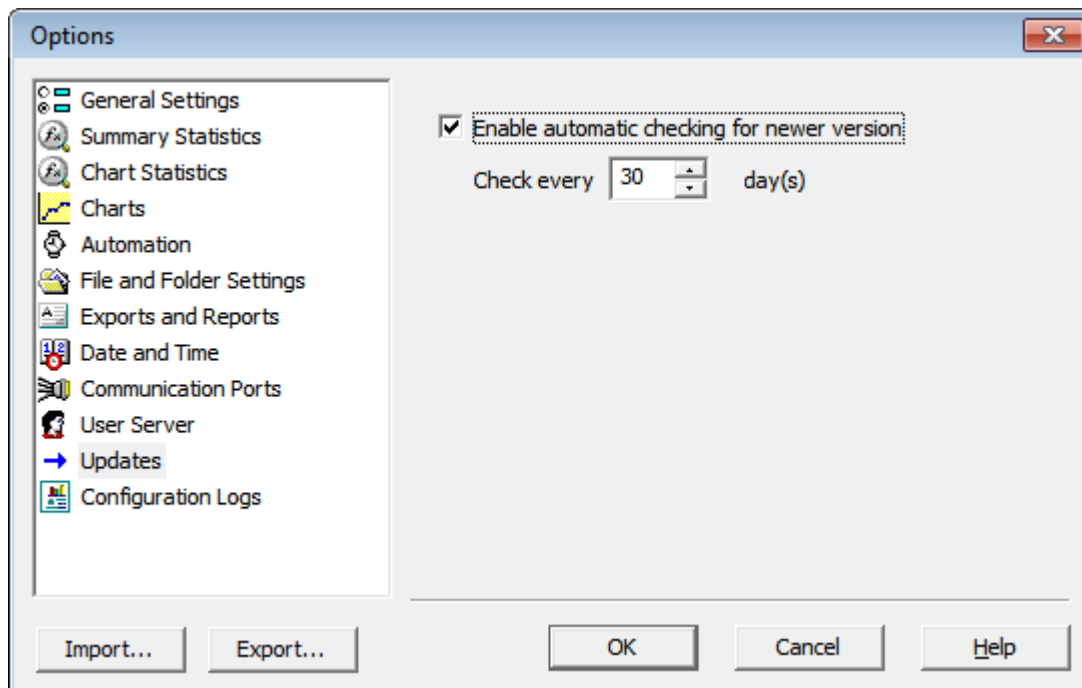 Options
General Settings
Summary Statistics
Chart Statistics
Charts
Automation
File and Folder Settings
Exports and Reports
Date and Time
Communication Ports
User Server
Updates
Configuration Logs
Enable automatic checking for newer version
Check every 30 day(s)
Import... Export... OK Cancel Help